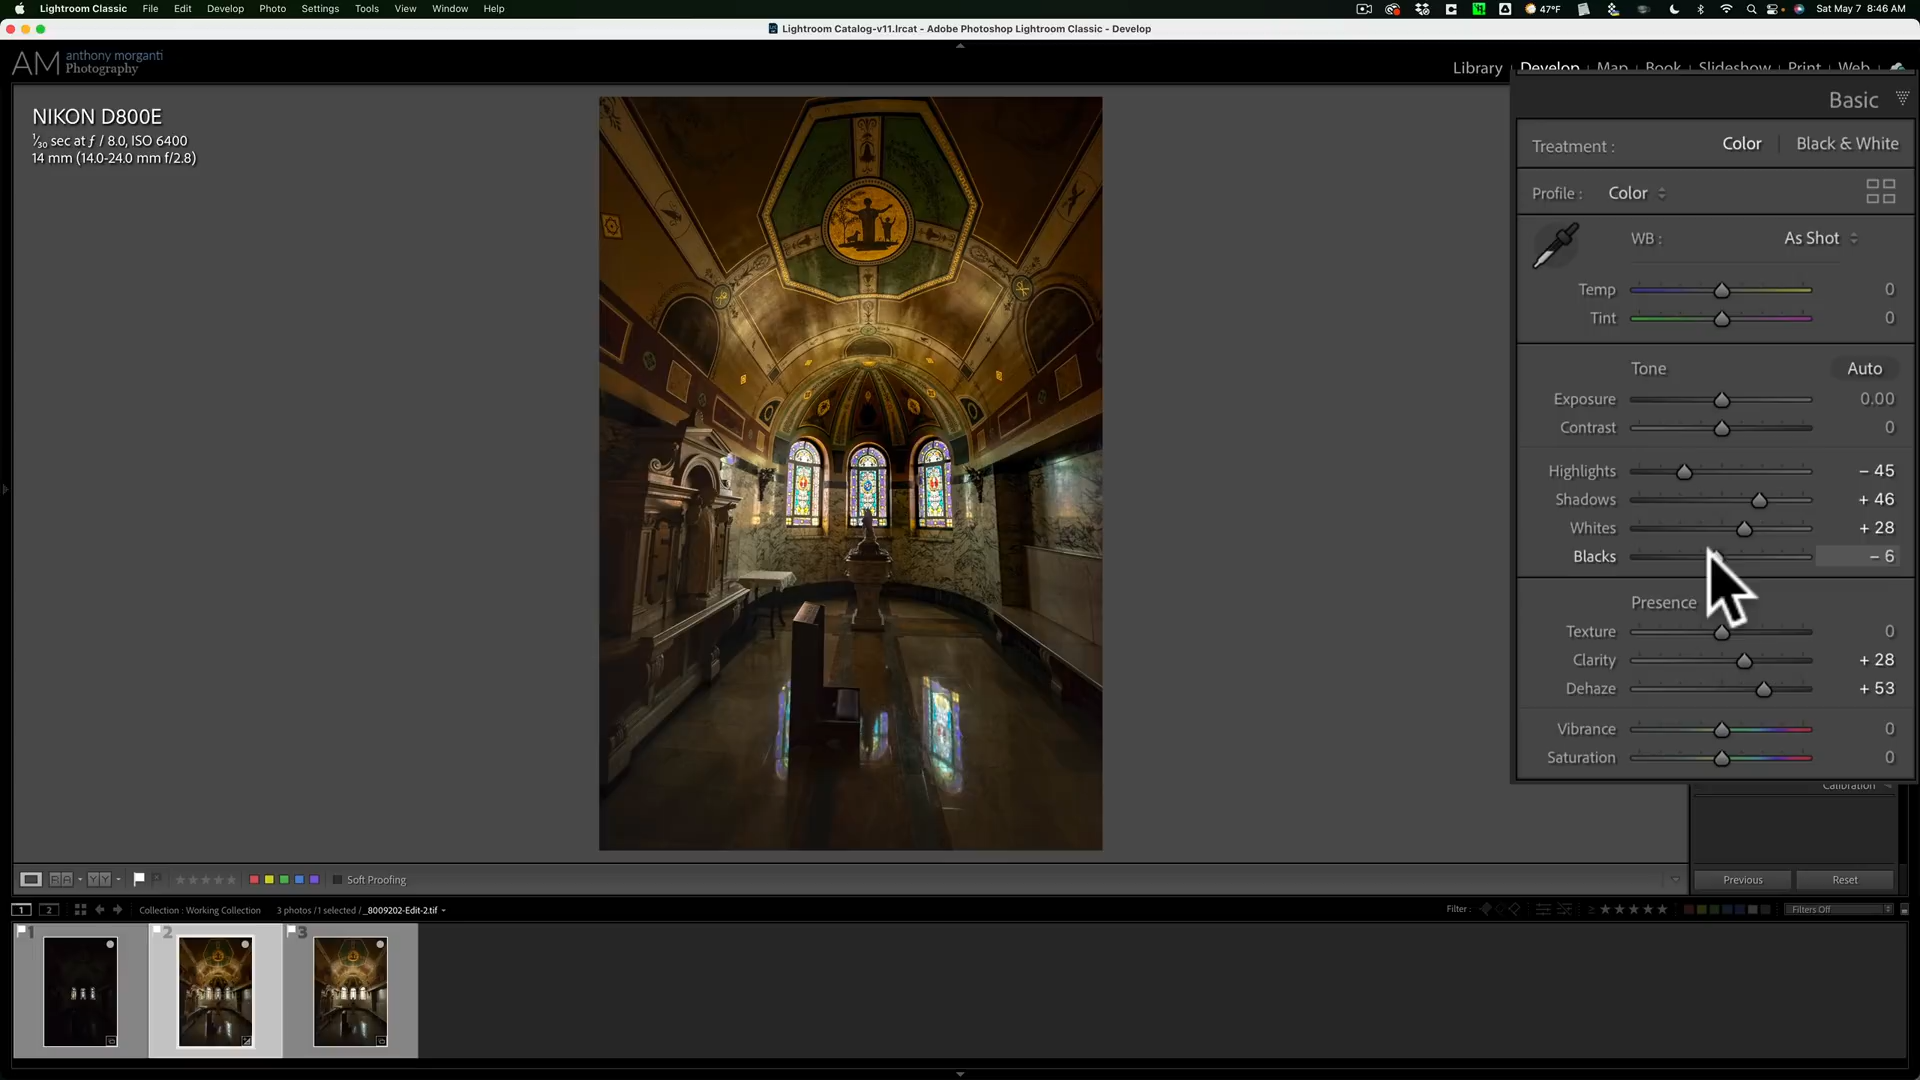 Lightroom Classic File Edit Develop Photo Settings Tools View Window Help
47°F Sat May 7 8:46 AM
Lightroom Catalog-v11.lrcat - Adobe Photoshop Lightroom Classic - Develop
AM anthony morganti
Photography
Library | Develop | Map | Book | Slideshow | Print | Web
NIKON D800E
1/30 sec at ƒ / 8.0, ISO 6400
14 mm (14.0-24.0 mm f/2.8)
Basic
Treatment : Color Black & White
Profile : Color
WB : As Shot
Temp 0
Tint 0
Tone Auto
Exposure 0.00
Contrast 0
Highlights – 45
Shadows + 46
Whites + 28
Blacks – 6
Presence
Texture 0
Clarity + 28
Dehaze + 53
Vibrance 0
Saturation 0
Calibration
Soft Proofing
Previous Reset
1 2 Collection : Working Collection 3 photos / 1 selected / _8009202-Edit-2.tif Filter : Filters Off
1 2 3